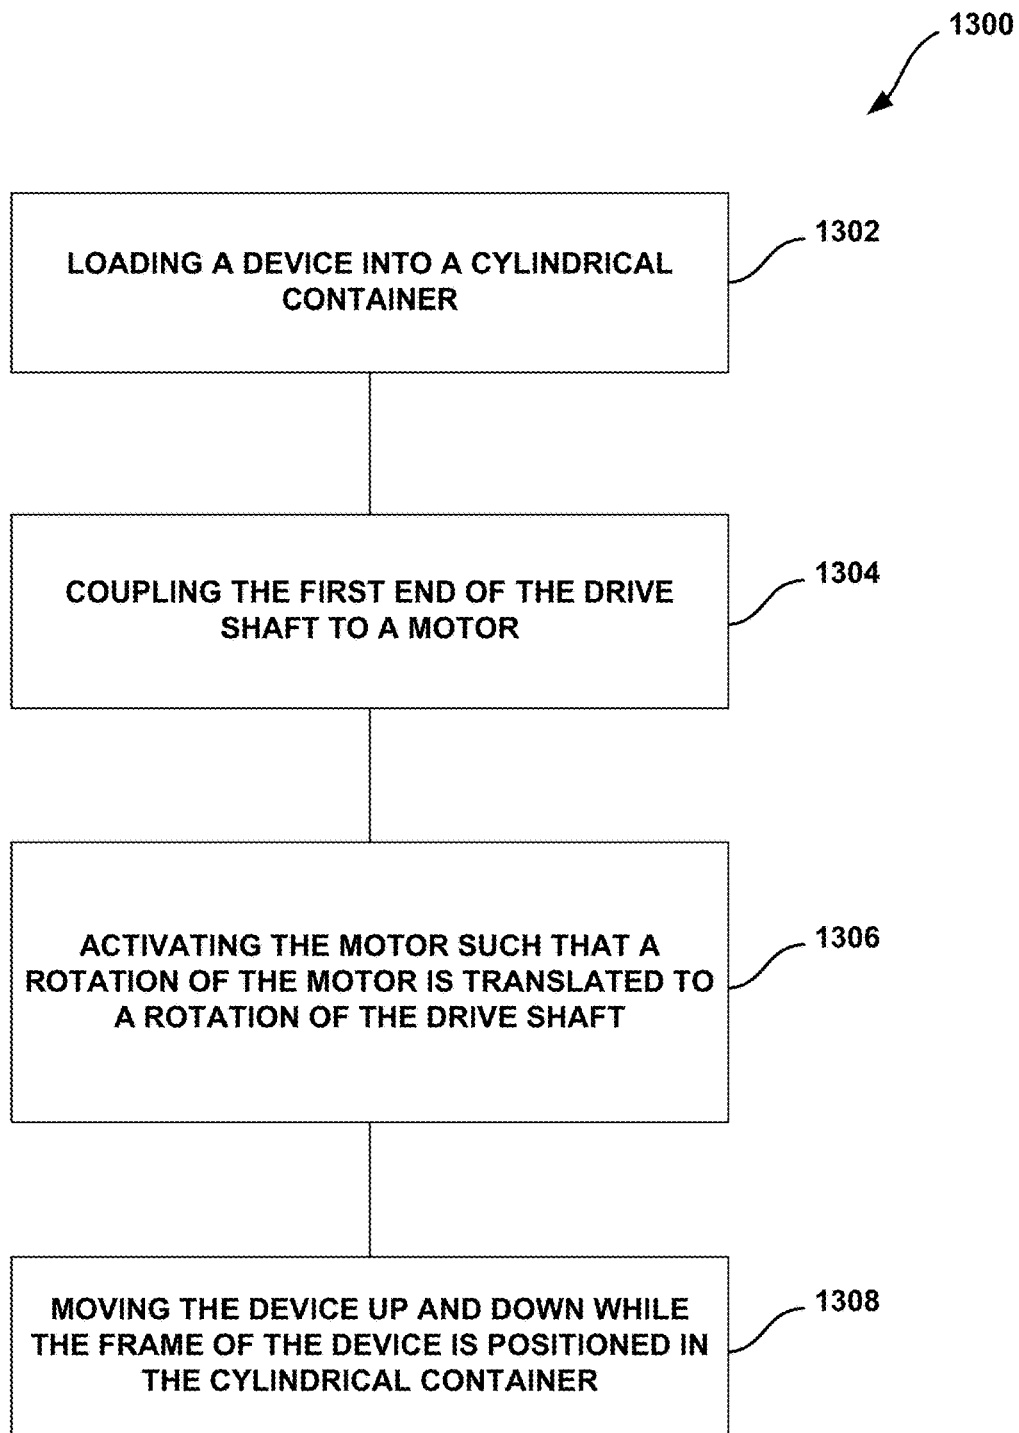 1300
LOADING A DEVICE INTO A CYLINDRICAL
CONTAINER
1302
COUPLING THE FIRST END OF THE DRIVE
SHAFT TO A MOTOR
1304
ACTIVATING THE MOTOR SUCH THAT A
ROTATION OF THE MOTOR IS TRANSLATED TO
A ROTATION OF THE DRIVE SHAFT
1306
MOVING THE DEVICE UP AND DOWN WHILE
THE FRAME OF THE DEVICE IS POSITIONED IN
THE CYLINDRICAL CONTAINER
1308